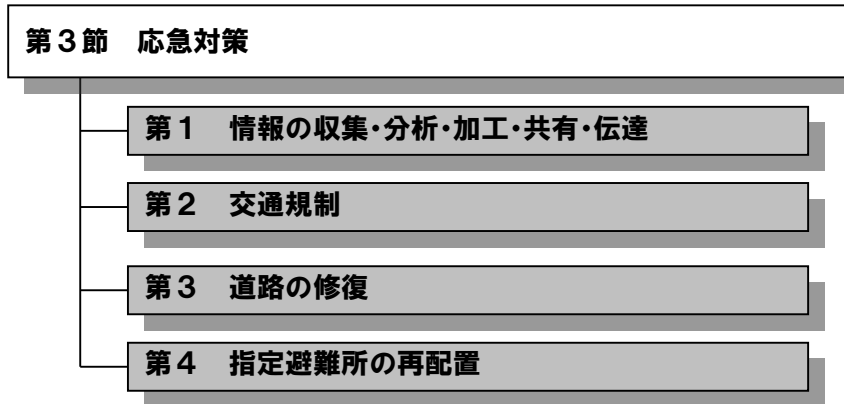 第３節　応急対策
第１　情報の収集・分析・加工・共有・伝達
第２　交通規制
第３　道路の修復
第４　指定避難所の再配置